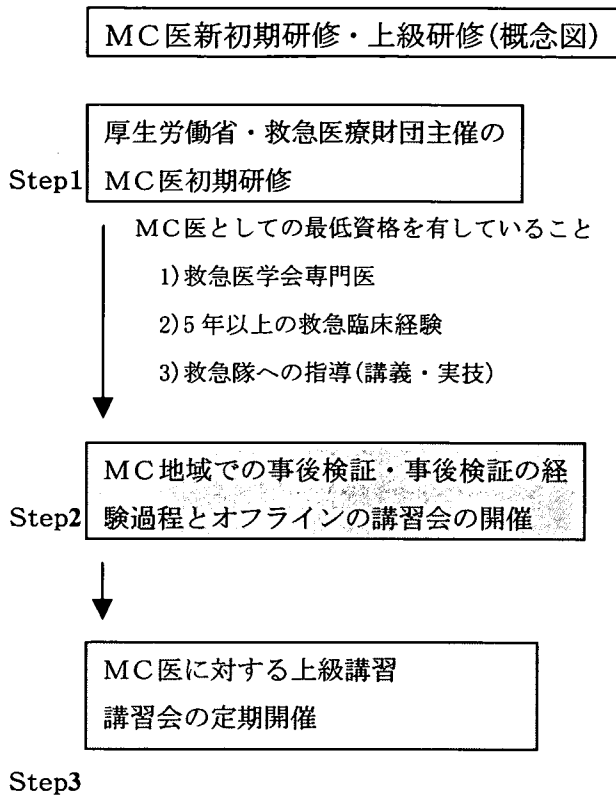 MC医新初期研修・上級研修(概念図)
厚生労働省・救急医療財団主催の
Step1 MC医初期研修
MC医としての最低資格を有していること
1)救急医学会専門医
2)5年以上の救急臨床経験
3)救急隊への指導(講義・実技)
MC地域での事後検証・事後検証の経
Step2 験過程とオフラインの講習会の開催
MC医に対する上級講習
講習会の定期開催
Step3